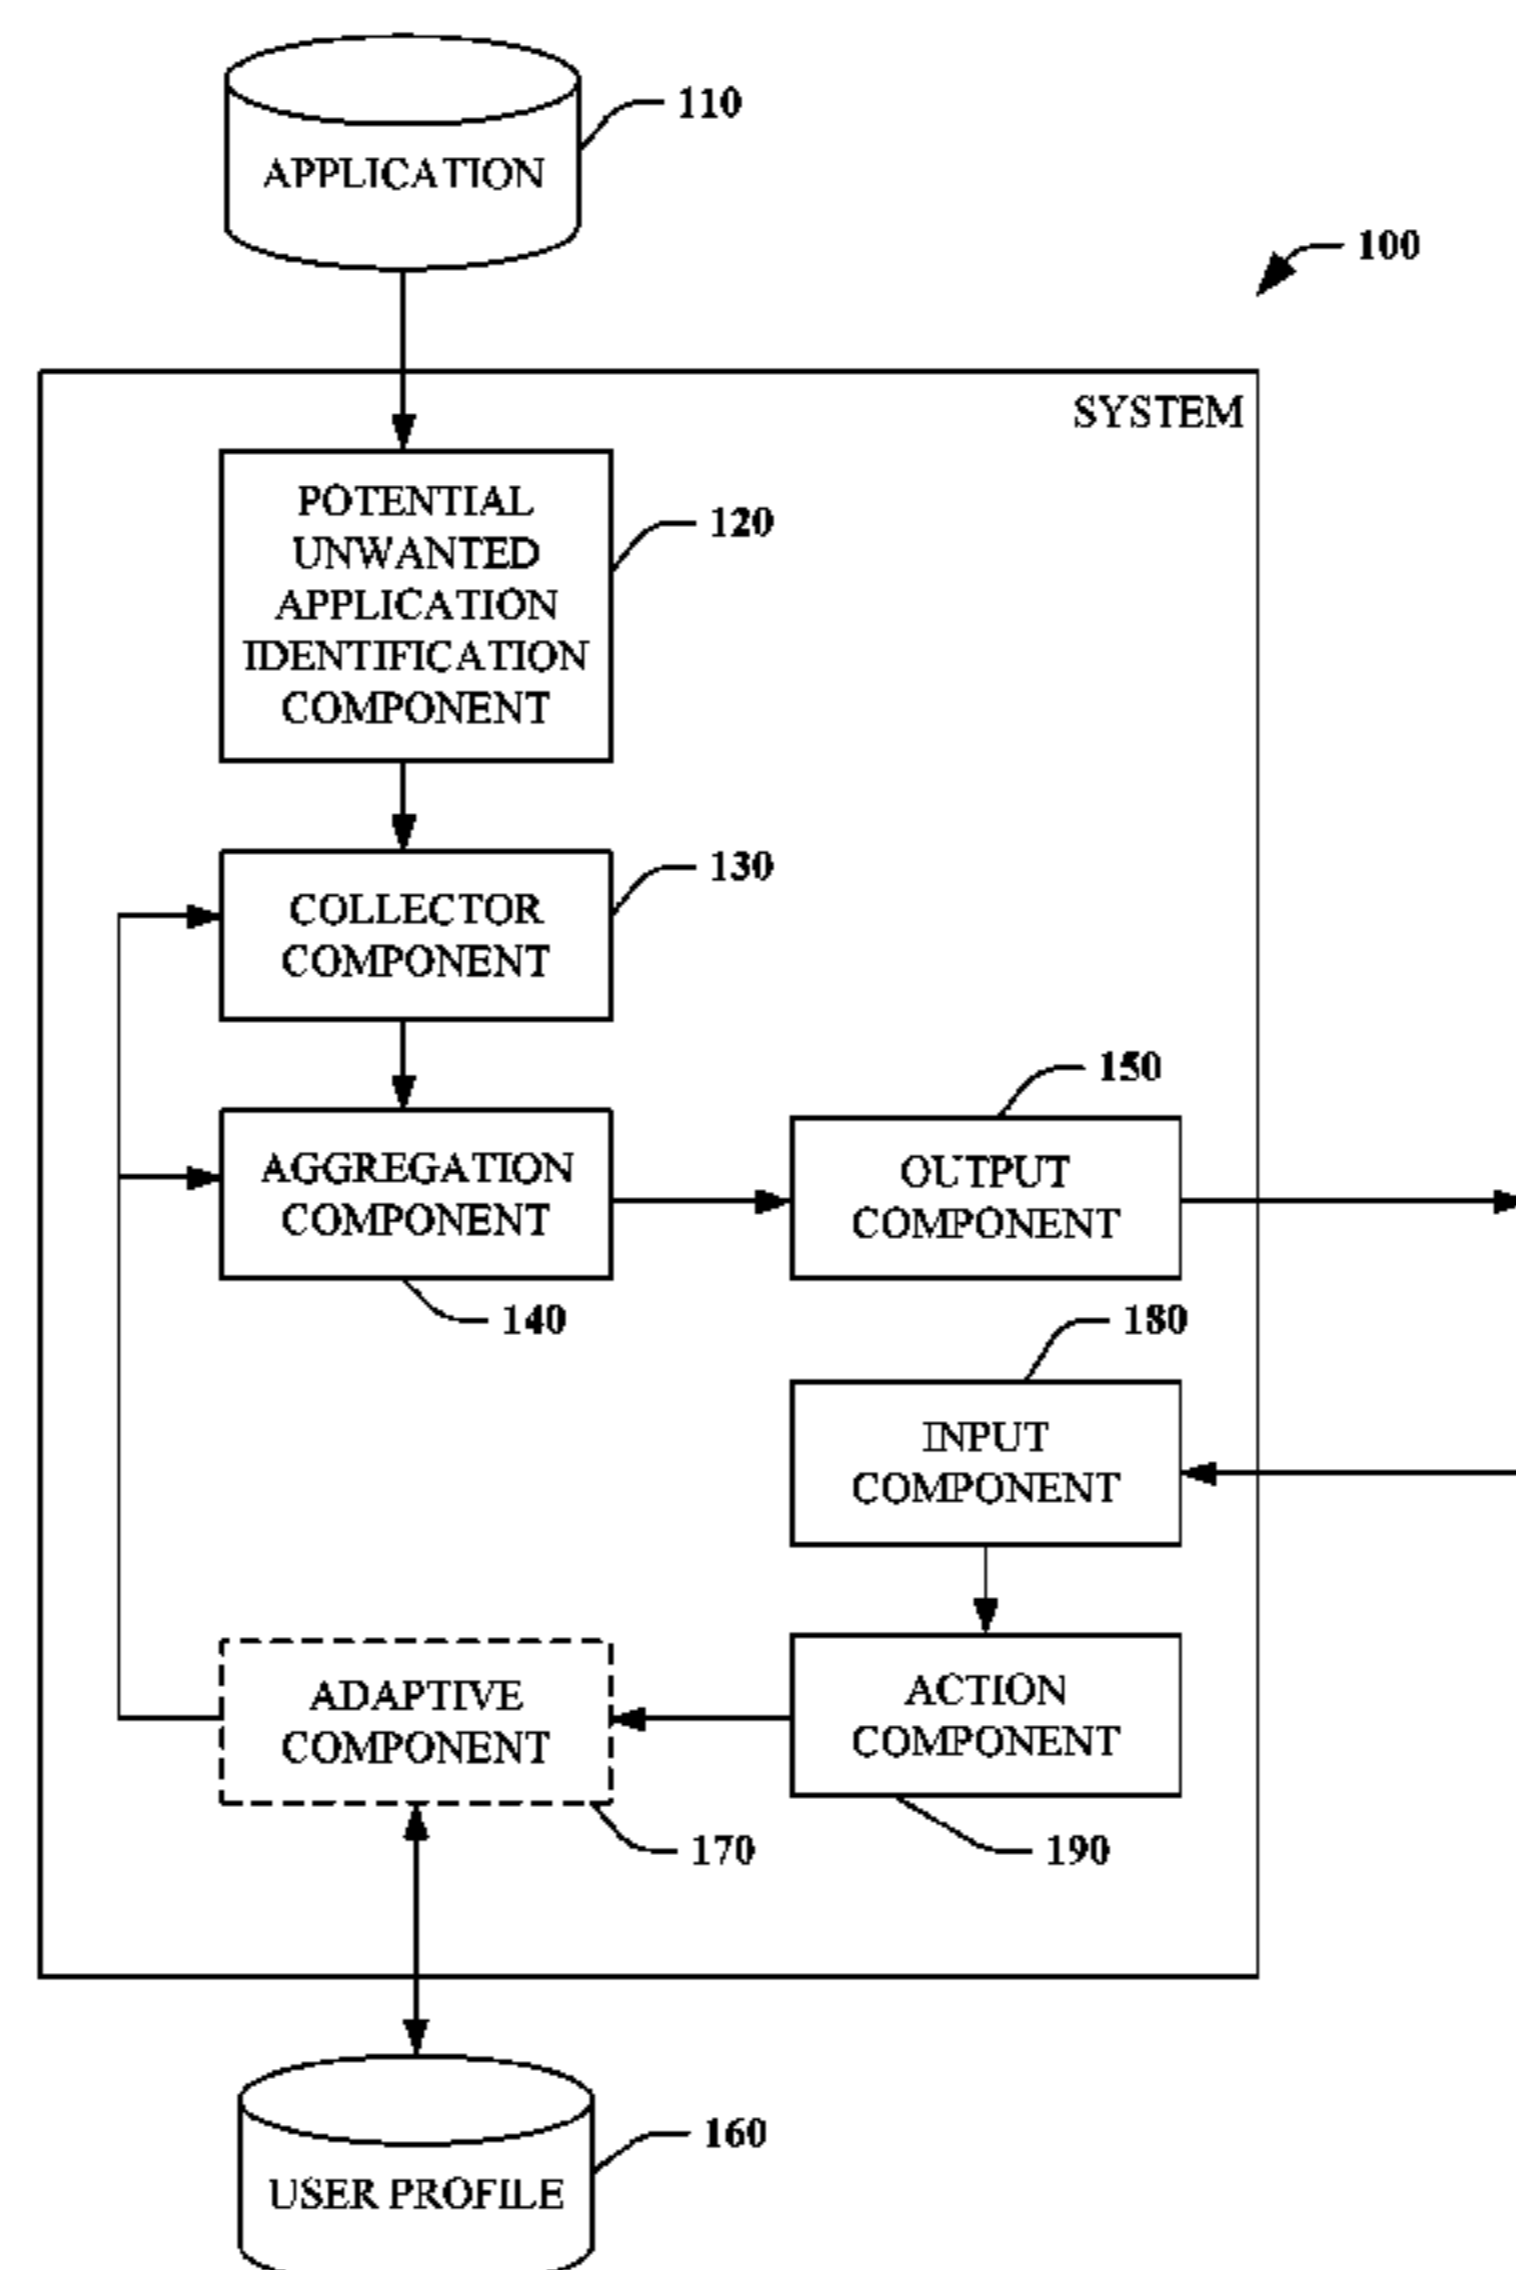 110
APPLICATION
100
SYSTEM
POTENTIAL
UNWANTED
APPLICATION
IDENTIFICATION
COMPONENT
120
130
COLLECTOR
COMPONENT
150
AGGREGATION
COMPONENT
OUTPUT
COMPONENT
140
180
INPUT
COMPONENT
ADAPTIVE
COMPONENT
ACTION
COMPONENT
170
190
160
USER PROFILE